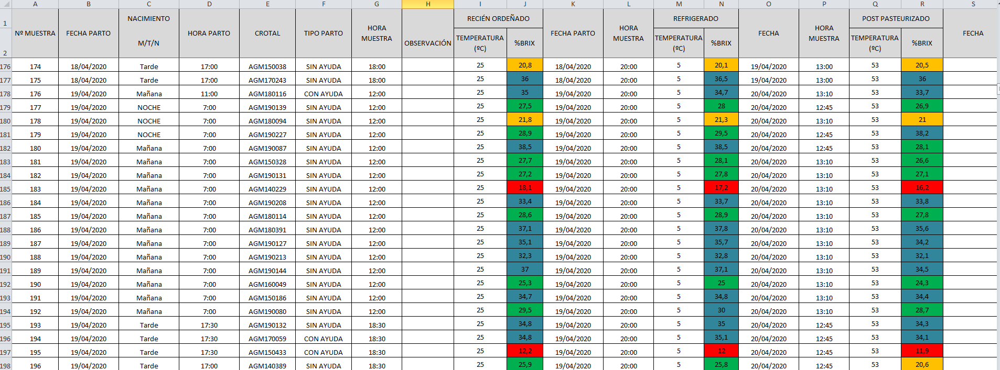 A B C D E F G H I J K L M N O P Q R S
1 Nº MUESTRA FECHA PARTO NACIMIENTO HORA PARTO CROTAL TIPO PARTO HORA MUESTRA OBSERVACIÓN RECIÉN ORDEÑADO FECHA PARTO HORA MUESTRA REFRIGERADO FECHA HORA MUESTRA POST PASTEURIZADO FECHA
2 M/T/N TEMPERATURA (ºC) %BRIX TEMPERATURA (ºC) %BRIX TEMPERATURA (ºC) %BRIX
176 174 18/04/2020 Tarde 17:00 AGM150038 SIN AYUDA 18:00 25 20,8 18/04/2020 20:00 5 20,1 19/04/2020 13:00 53 20,5
177 175 18/04/2020 Tarde 17:00 AGM170243 SIN AYUDA 18:00 25 36 18/04/2020 20:00 5 36,5 19/04/2020 13:00 53 36
178 176 19/04/2020 Mañana 11:00 AGM180116 CON AYUDA 12:00 25 35 19/04/2020 20:00 5 34,7 20/04/2020 13:10 53 33,7
179 177 19/04/2020 NOCHE 7:00 AGM190139 SIN AYUDA 12:00 25 27,5 19/04/2020 20:00 5 28 20/04/2020 12:45 53 26,9
180 178 19/04/2020 NOCHE 7:00 AGM180094 SIN AYUDA 12:00 25 21,8 19/04/2020 20:00 5 21,3 20/04/2020 13:10 53 21
181 179 19/04/2020 NOCHE 7:00 AGM190227 SIN AYUDA 12:00 25 28,9 19/04/2020 20:00 5 29,5 20/04/2020 12:45 53 38,2
182 180 19/04/2020 Mañana 7:00 AGM190087 SIN AYUDA 12:00 25 38,5 19/04/2020 20:00 5 38,5 20/04/2020 12:45 53 28,1
183 181 19/04/2020 Mañana 7:00 AGM150328 SIN AYUDA 12:00 25 27,7 19/04/2020 20:00 5 28,1 20/04/2020 13:10 53 26,6
184 182 19/04/2020 Mañana 7:00 AGM190131 SIN AYUDA 12:00 25 27,2 19/04/2020 20:00 5 27,8 20/04/2020 13:10 53 27,1
185 183 19/04/2020 Mañana 7:00 AGM140229 SIN AYUDA 12:00 25 18,1 19/04/2020 20:00 5 17,2 20/04/2020 13:10 53 16,2
186 184 19/04/2020 Mañana 7:00 AGM190208 SIN AYUDA 12:00 25 33,4 19/04/2020 20:00 5 33,7 20/04/2020 13:10 53 33,8
187 185 19/04/2020 Mañana 7:00 AGM180114 SIN AYUDA 12:00 25 28,6 19/04/2020 20:00 5 28,9 20/04/2020 13:10 53 27,8
188 186 19/04/2020 Mañana 7:00 AGM180391 SIN AYUDA 12:00 25 37,1 19/04/2020 20:00 5 37,8 20/04/2020 13:10 53 35,6
189 187 19/04/2020 Mañana 7:00 AGM190127 SIN AYUDA 12:00 25 35,1 19/04/2020 20:00 5 35,7 20/04/2020 13:10 53 34,2
190 188 19/04/2020 Mañana 7:00 AGM190213 SIN AYUDA 12:00 25 32,3 19/04/2020 20:00 5 32,8 20/04/2020 13:10 53 32,1
191 189 19/04/2020 Mañana 7:00 AGM190144 SIN AYUDA 12:00 25 37 19/04/2020 20:00 5 37,1 20/04/2020 13:10 53 34,5
192 190 19/04/2020 Mañana 7:00 AGM160049 SIN AYUDA 12:00 25 25,3 19/04/2020 20:00 5 25 20/04/2020 13:10 53 24,3
193 191 19/04/2020 Mañana 7:00 AGM150186 SIN AYUDA 12:00 25 34,7 19/04/2020 20:00 5 34,8 20/04/2020 13:10 53 34,4
194 192 19/04/2020 Mañana 7:00 AGM190080 SIN AYUDA 12:00 25 29,5 19/04/2020 20:00 5 30 20/04/2020 13:10 53 28,7
195 193 19/04/2020 Tarde 17:30 AGM190132 SIN AYUDA 18:30 25 34,8 19/04/2020 20:00 5 35 20/04/2020 12:45 53 34,3
196 194 19/04/2020 Tarde 17:30 AGM170059 CON AYUDA 18:30 25 34,8 19/04/2020 20:00 5 35,1 20/04/2020 12:45 53 34,1
197 195 19/04/2020 Tarde 17:30 AGM150433 CON AYUDA 18:30 25 12,2 19/04/2020 20:00 5 12 20/04/2020 12:45 53 11,9
198 196 19/04/2020 Tarde 17:00 AGM140389 SIN AYUDA 18:30 25 25,9 19/04/2020 20:00 5 25,8 20/04/2020 12:45 53 20,6